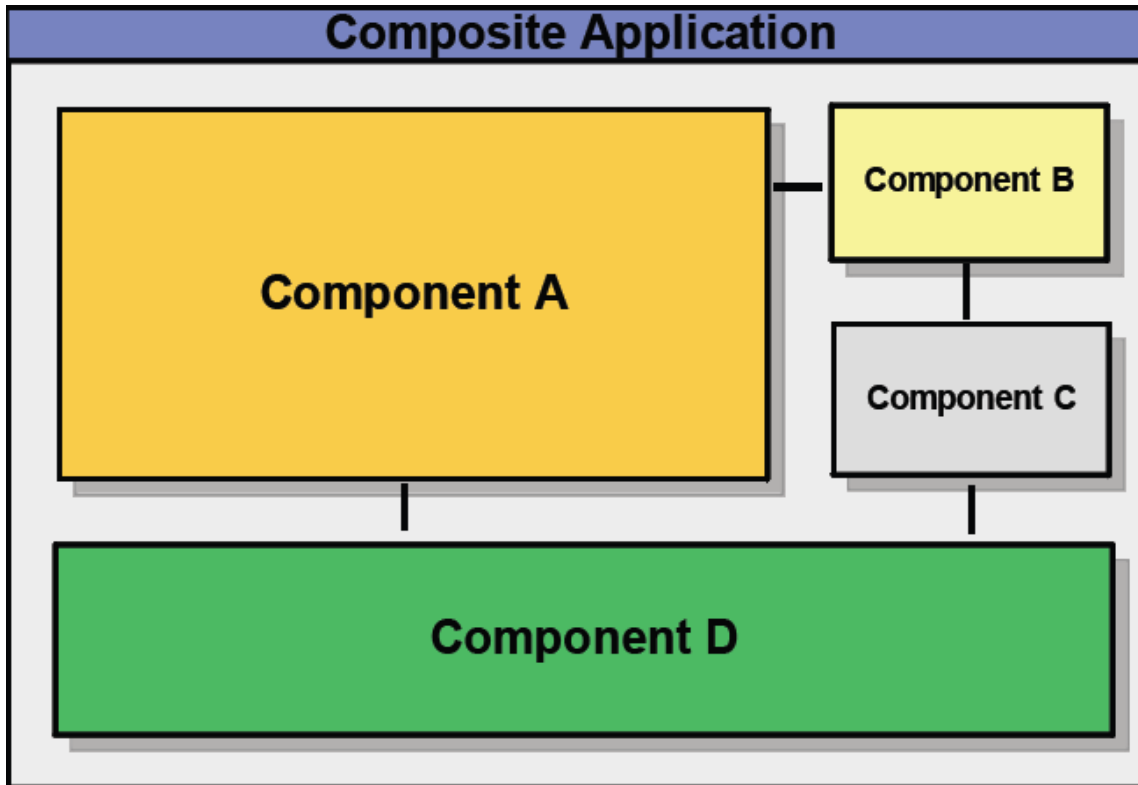 Composite Application
Component A
Component B
Component C
Component D